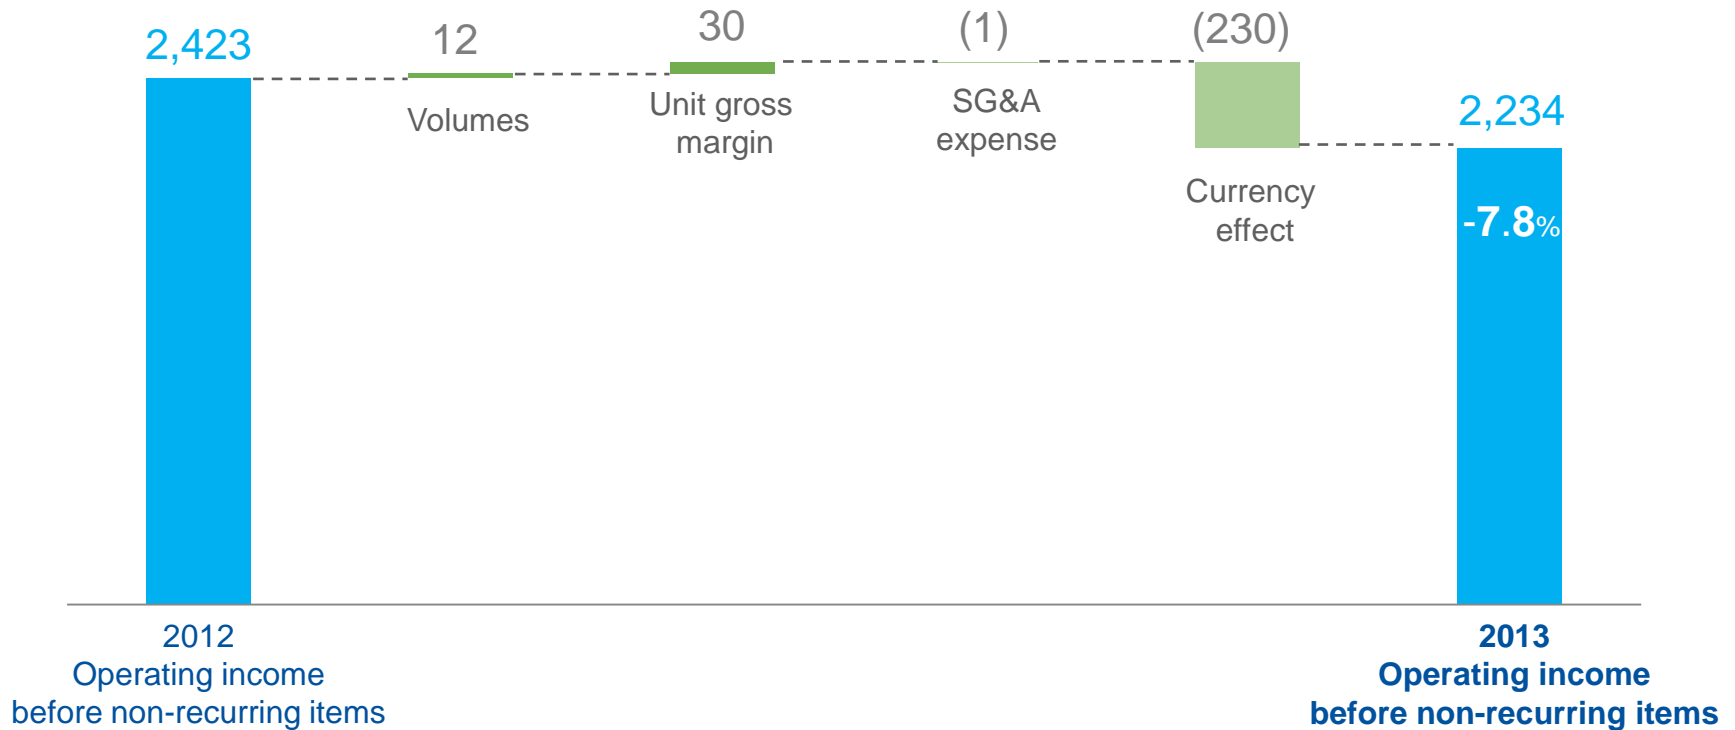 2,423
12
30
(1)
(230)
2,234
Volumes
Unit gross
margin
SG&A
expense
Currency
effect
-7.8%
2012
Operating income
before non-recurring items
2013
Operating income
before non-recurring items